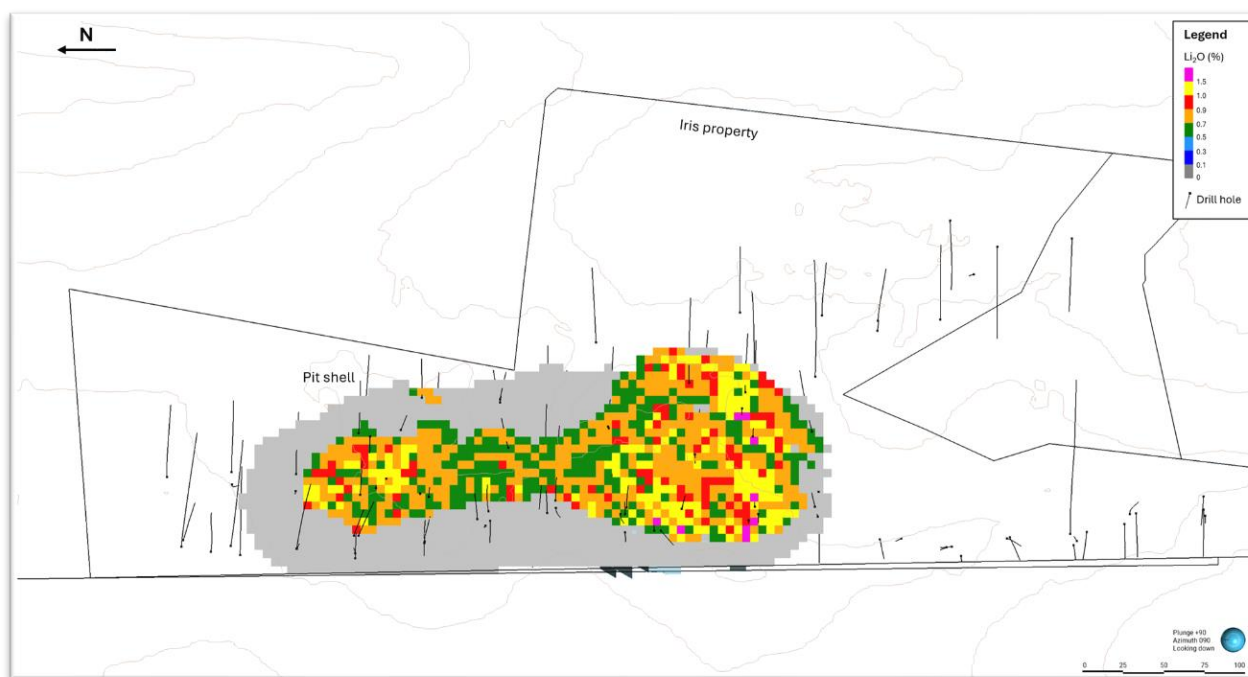 N
Legend
Li₂O (%)
1.5
1.0
0.9
0.7
0.5
0.3
0.1
0
Drill hole
Iris property
Pit shell
Plunge +90
Azimuth 090
Looking down
0 25 50 75 100